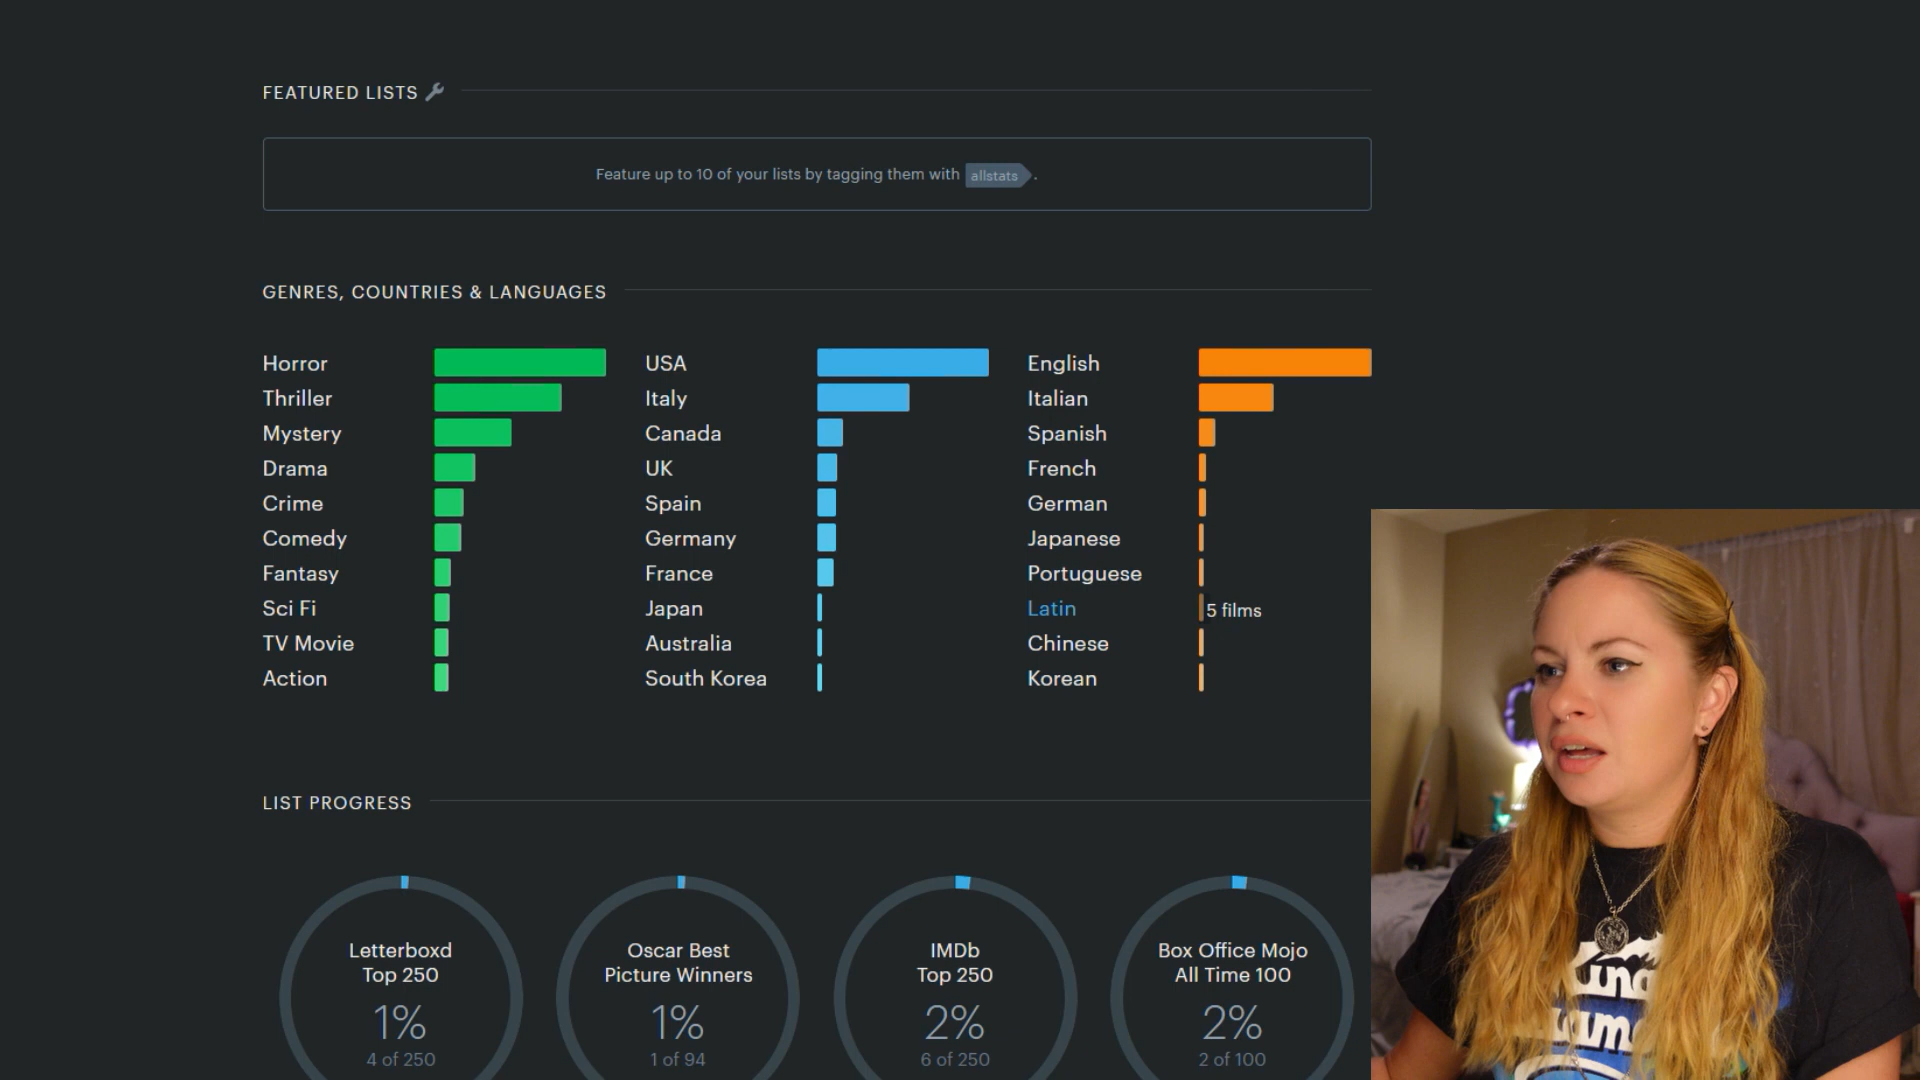 FEATURED LISTS
Feature up to 10 of your lists by tagging them with allstats .
GENRES, COUNTRIES & LANGUAGES
Horror
Thriller
Mystery
Drama
Crime
Comedy
Fantasy
Sci Fi
TV Movie
Action
USA
Italy
Canada
UK
Spain
Germany
France
Japan
Australia
South Korea
English
Italian
Spanish
French
German
Japanese
Portuguese
Latin 5 films
Chinese
Korean
LIST PROGRESS
Letterboxd
Top 250
1%
4 of 250
Oscar Best
Picture Winners
1%
1 of 94
IMDb
Top 250
2%
6 of 250
Box Office Mojo
All Time 100
2%
2 of 100